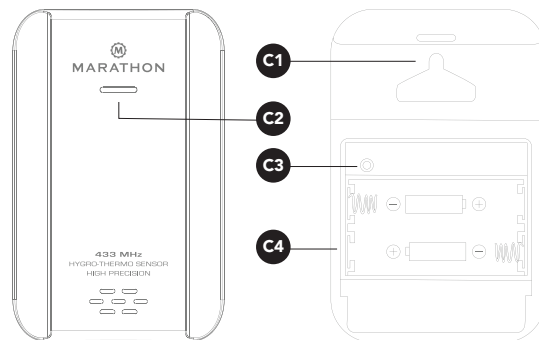 M
MARATHON
433 MHz
HYGRO-THERMO SENSOR
HIGH PRECISION
C1
C2
C3
C4